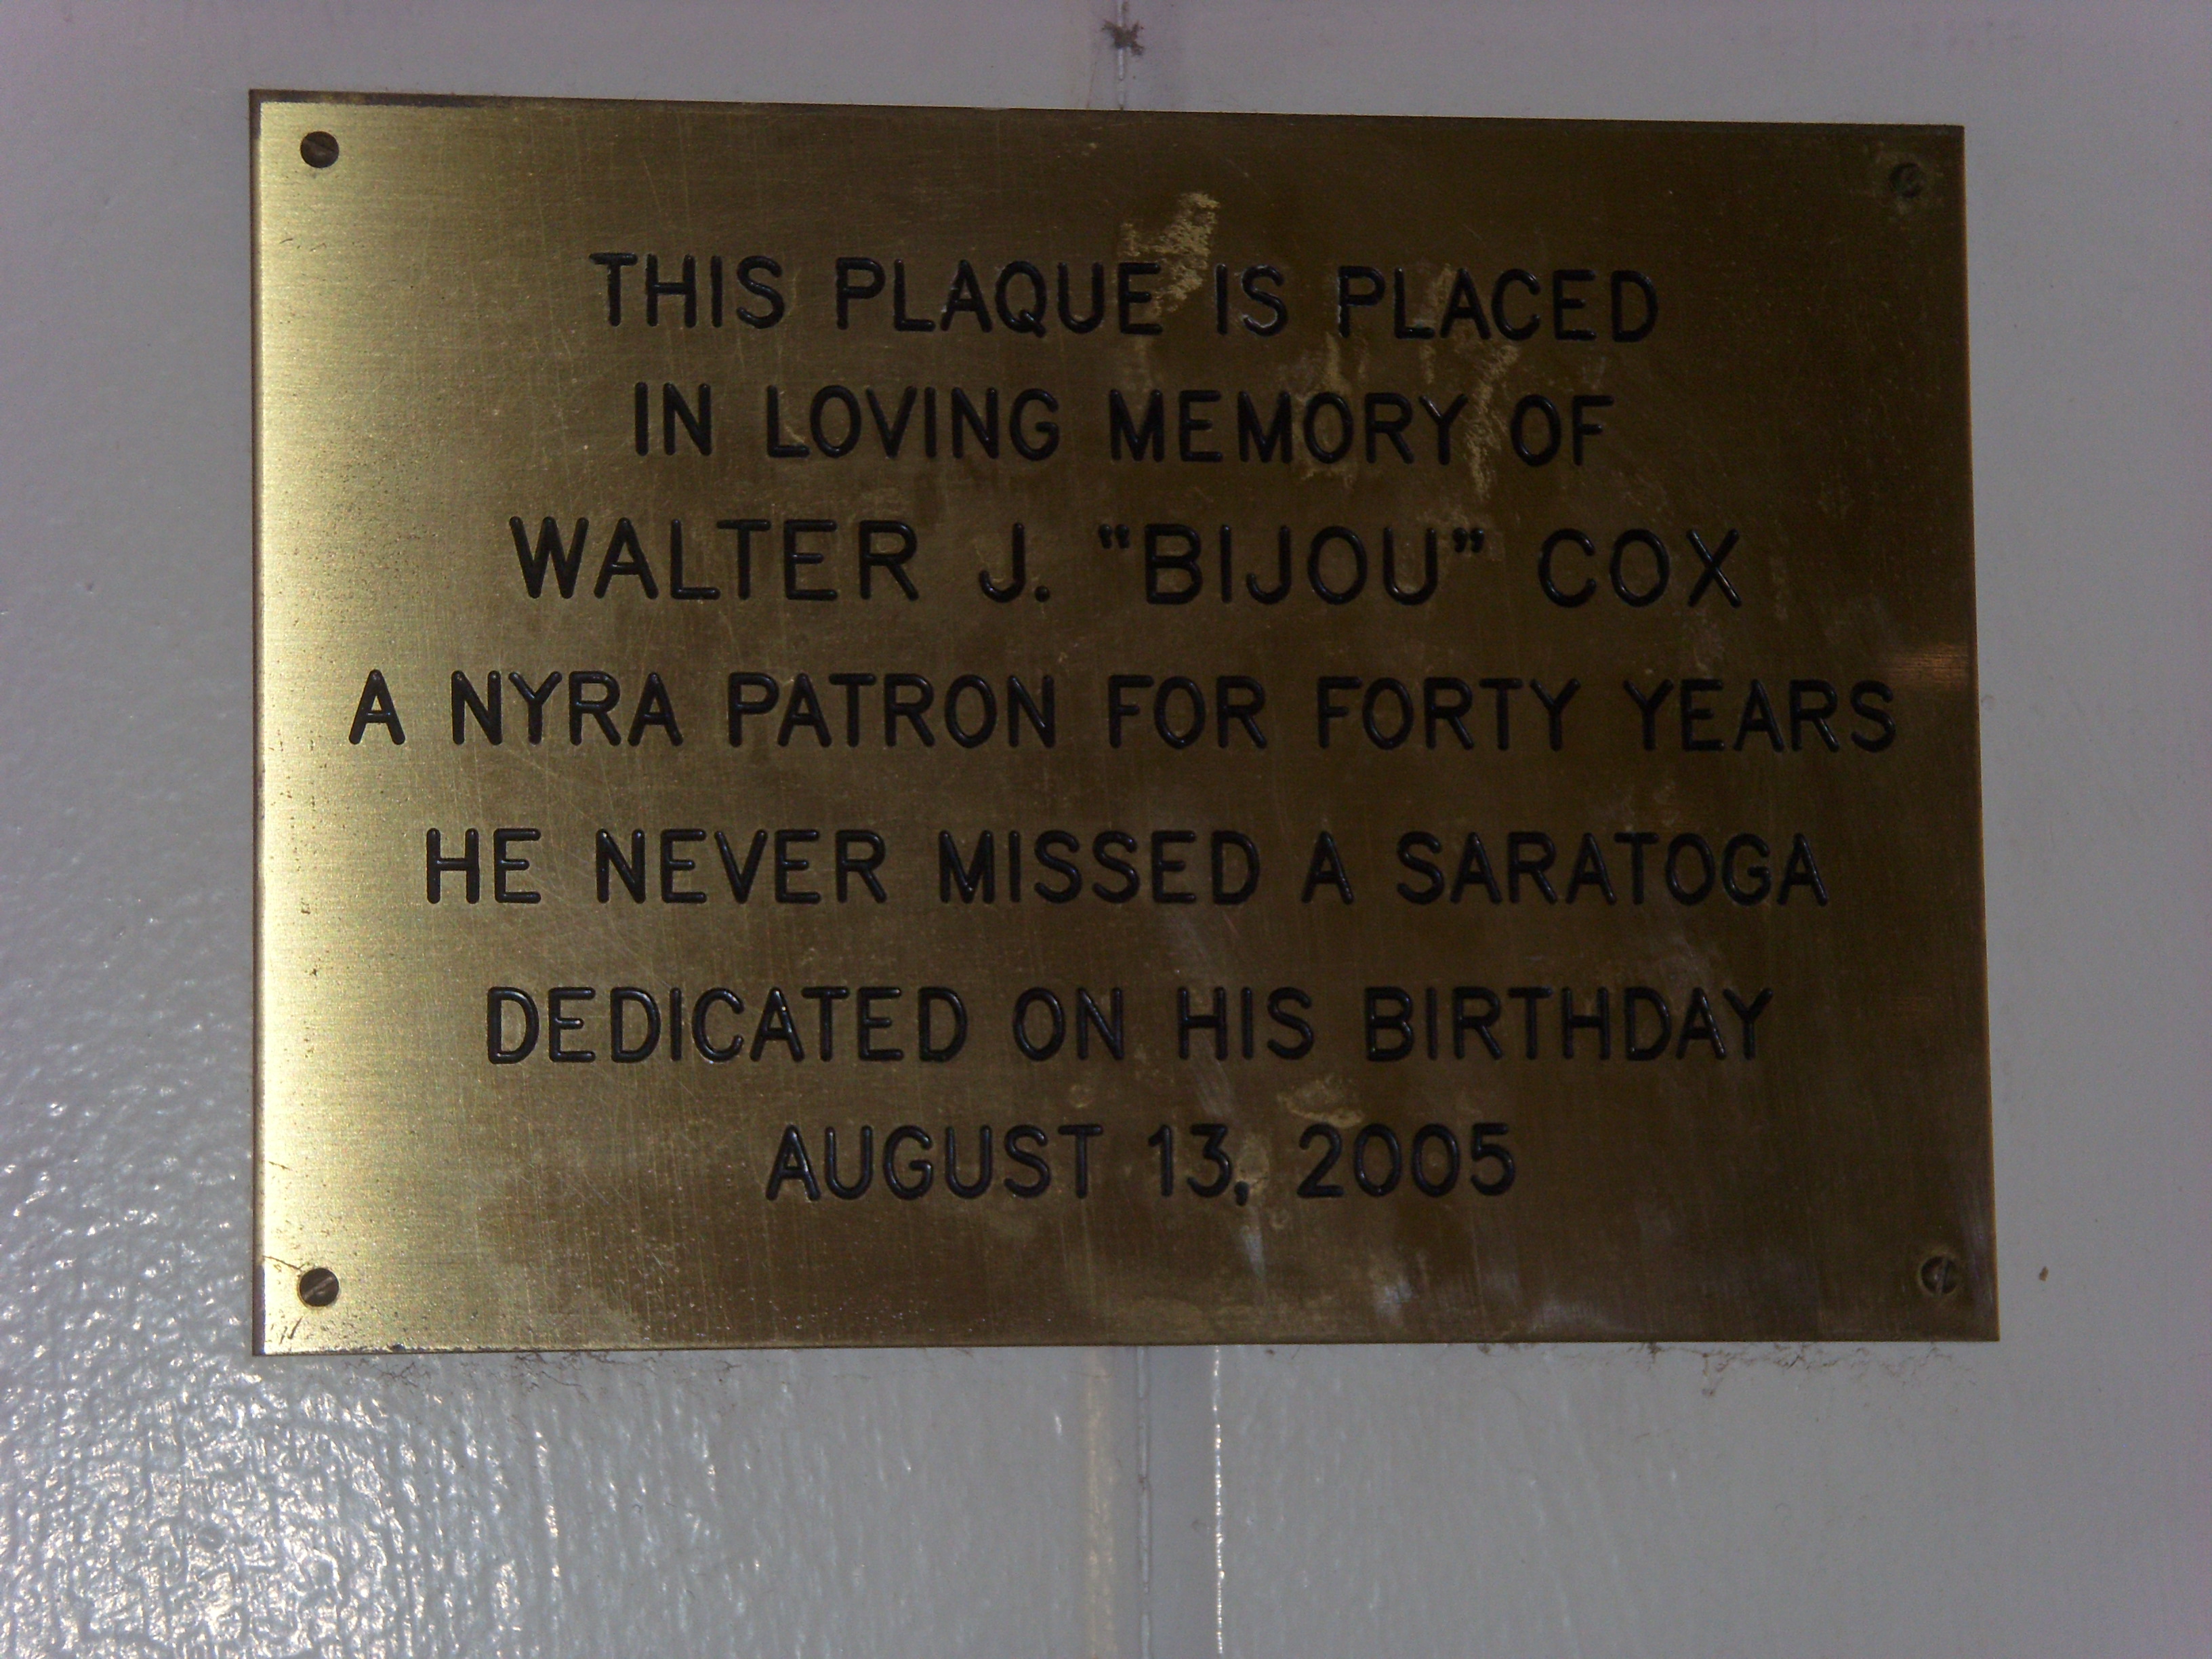 THIS PLAQUE IS PLACED
IN LOVING MEMORY OF
WALTER J. "BIJOU" COX
A NYRA PATRON FOR FORTY YEARS
HE NEVER MISSED A SARATOGA
DEDICATED ON HIS BIRTHDAY
AUGUST 13, 2005